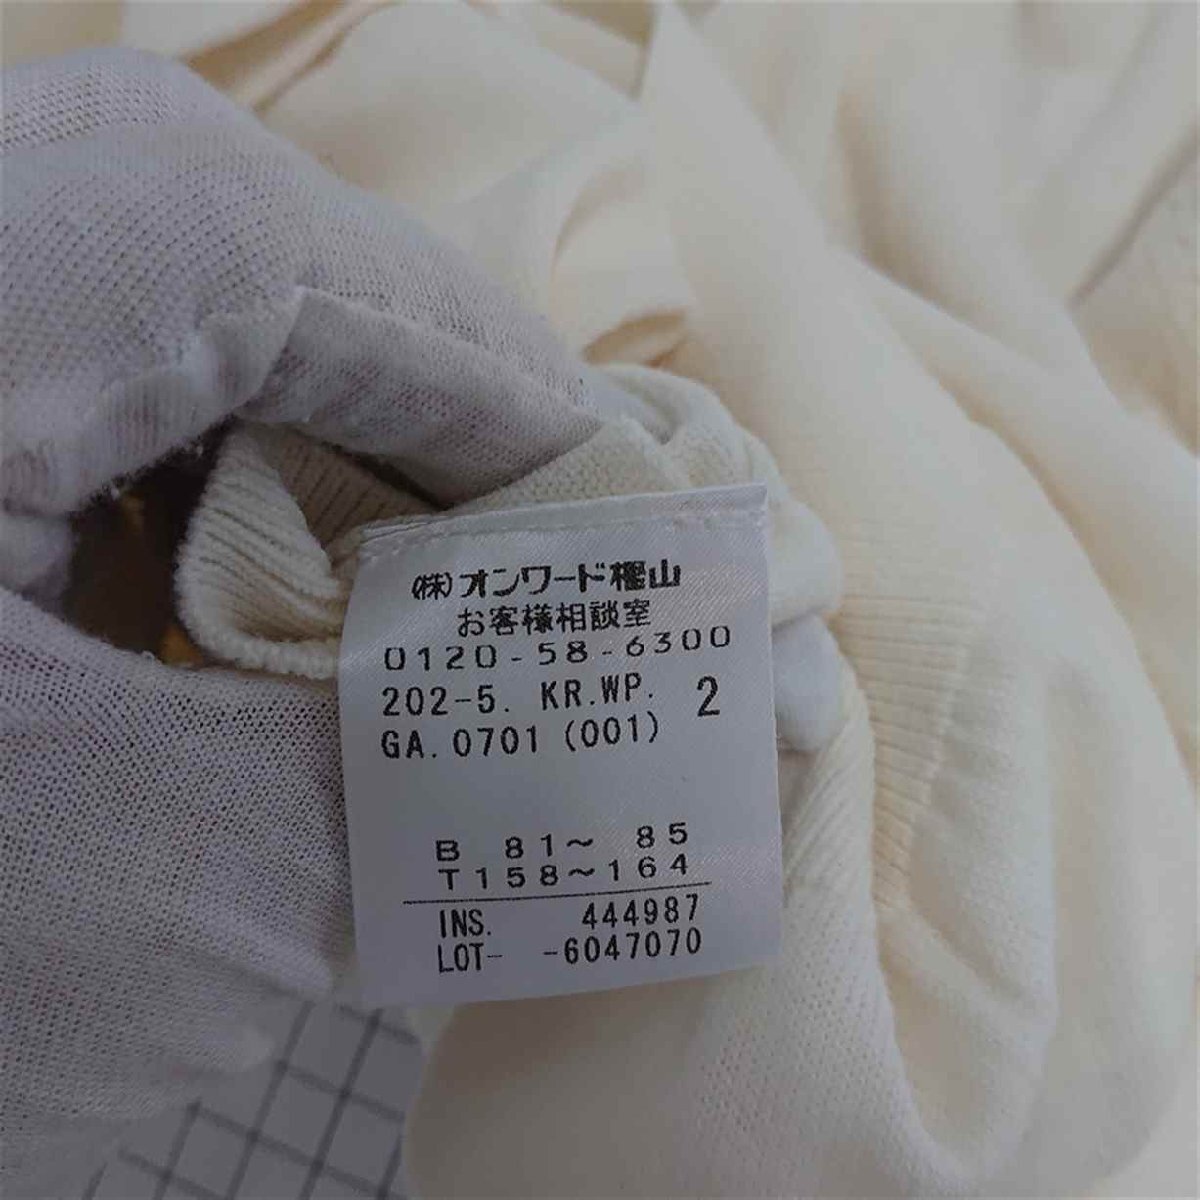 (株)オンワード樫山
お客様相談室
0120-58-6300
202-5. KR.WP. 2
GA.0701(001)
B 81~ 85
T158~164
INS. 444987
LOT- -6047070